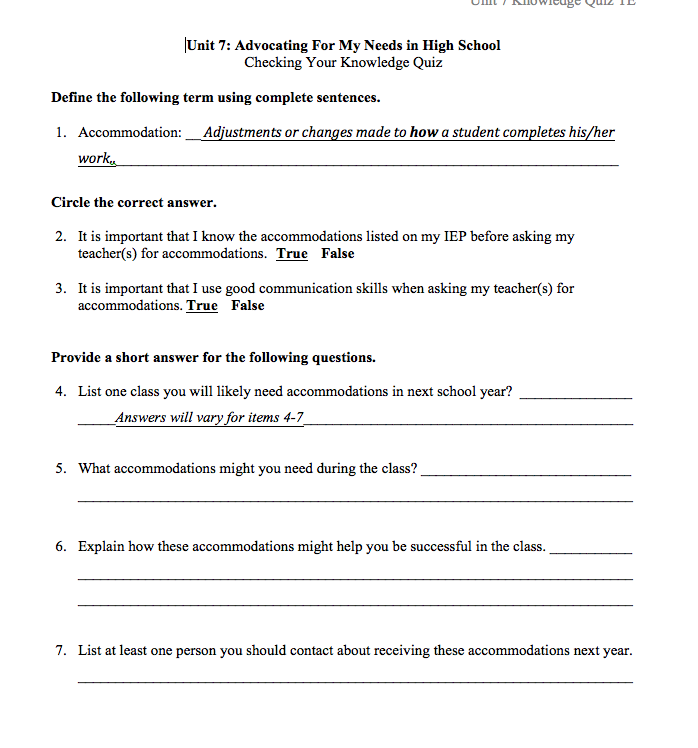 Unit 7 Knowledge Quiz TE
Unit 7: Advocating For My Needs in High School
Checking Your Knowledge Quiz
Define the following term using complete sentences.
1. Accommodation: __Adjustments or changes made to how a student completes his/her
work.,
Circle the correct answer.
2. It is important that I know the accommodations listed on my IEP before asking my
teacher(s) for accommodations. True False
3. It is important that I use good communication skills when asking my teacher(s) for
accommodations. True False
Provide a short answer for the following questions.
4. List one class you will likely need accommodations in next school year? ________________
_____Answers will vary for items 4-7
5. What accommodations might you need during the class? ______________________________
6. Explain how these accommodations might help you be successful in the class. ____________
7. List at least one person you should contact about receiving these accommodations next year.